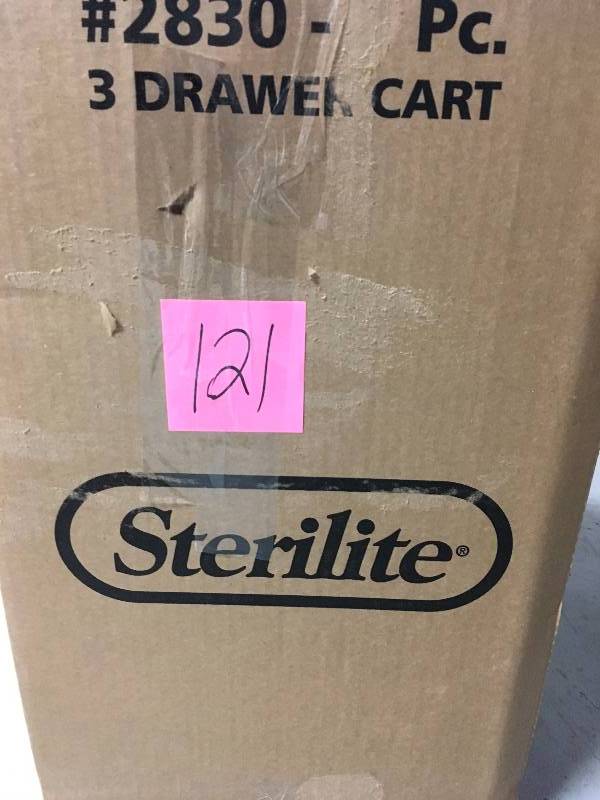 #2830 - Pc.
3 DRAWER CART
121
Sterilite®